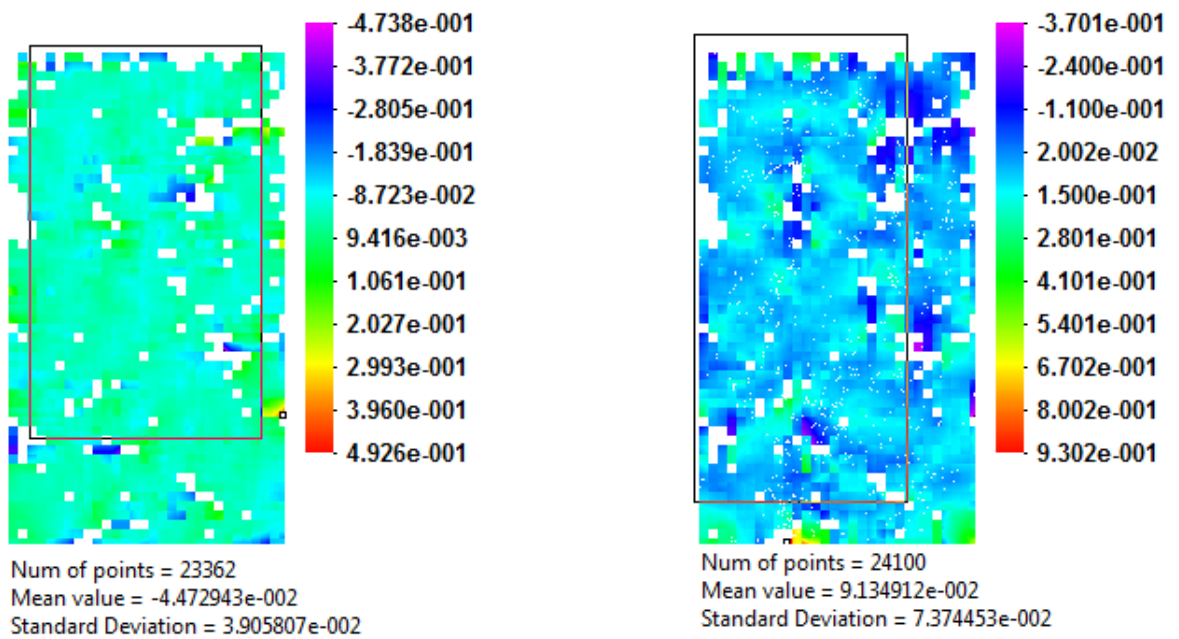 -4.738e-001
-3.772e-001
-2.805e-001
-1.839e-001
-8.723e-002
9.416e-003
1.061e-001
2.027e-001
2.993e-001
3.960e-001
4.926e-001
Num of points = 23362
Mean value = -4.472943e-002
Standard Deviation = 3.905807e-002
-3.701e-001
-2.400e-001
-1.100e-001
2.002e-002
1.500e-001
2.801e-001
4.101e-001
5.401e-001
6.702e-001
8.002e-001
9.302e-001
Num of points = 24100
Mean value = 9.134912e-002
Standard Deviation = 7.374453e-002